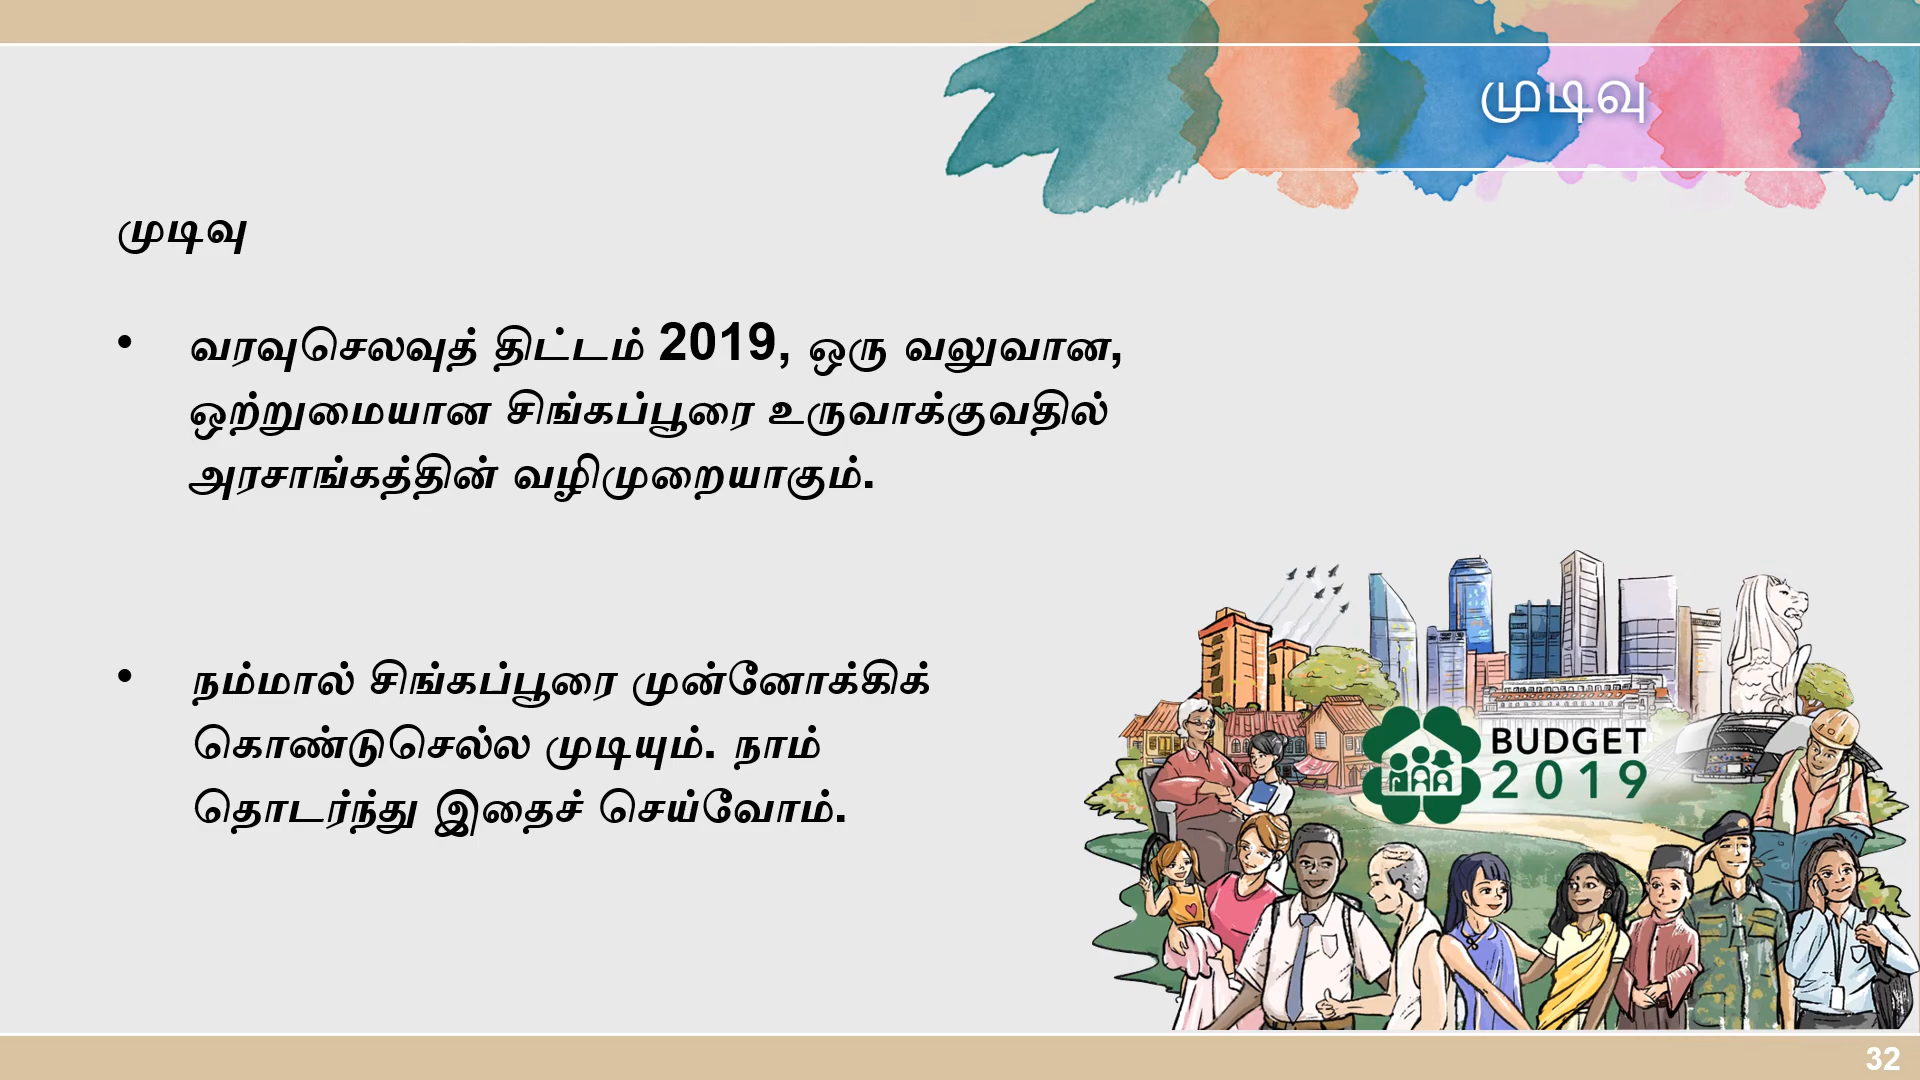 முடிவு
முடிவு
• வரவுசெலவுத் திட்டம் 2019, ஒரு வலுவான,
ஒற்றுமையான சிங்கப்பூரை உருவாக்குவதில்
அரசாங்கத்தின் வழிமுறையாகும்.
• நம்மால் சிங்கப்பூரை முன்னோக்கிக்
கொண்டுசெல்ல முடியும். நாம்
தொடர்ந்து இதைச் செய்வோம்.
BUDGET
2019
32